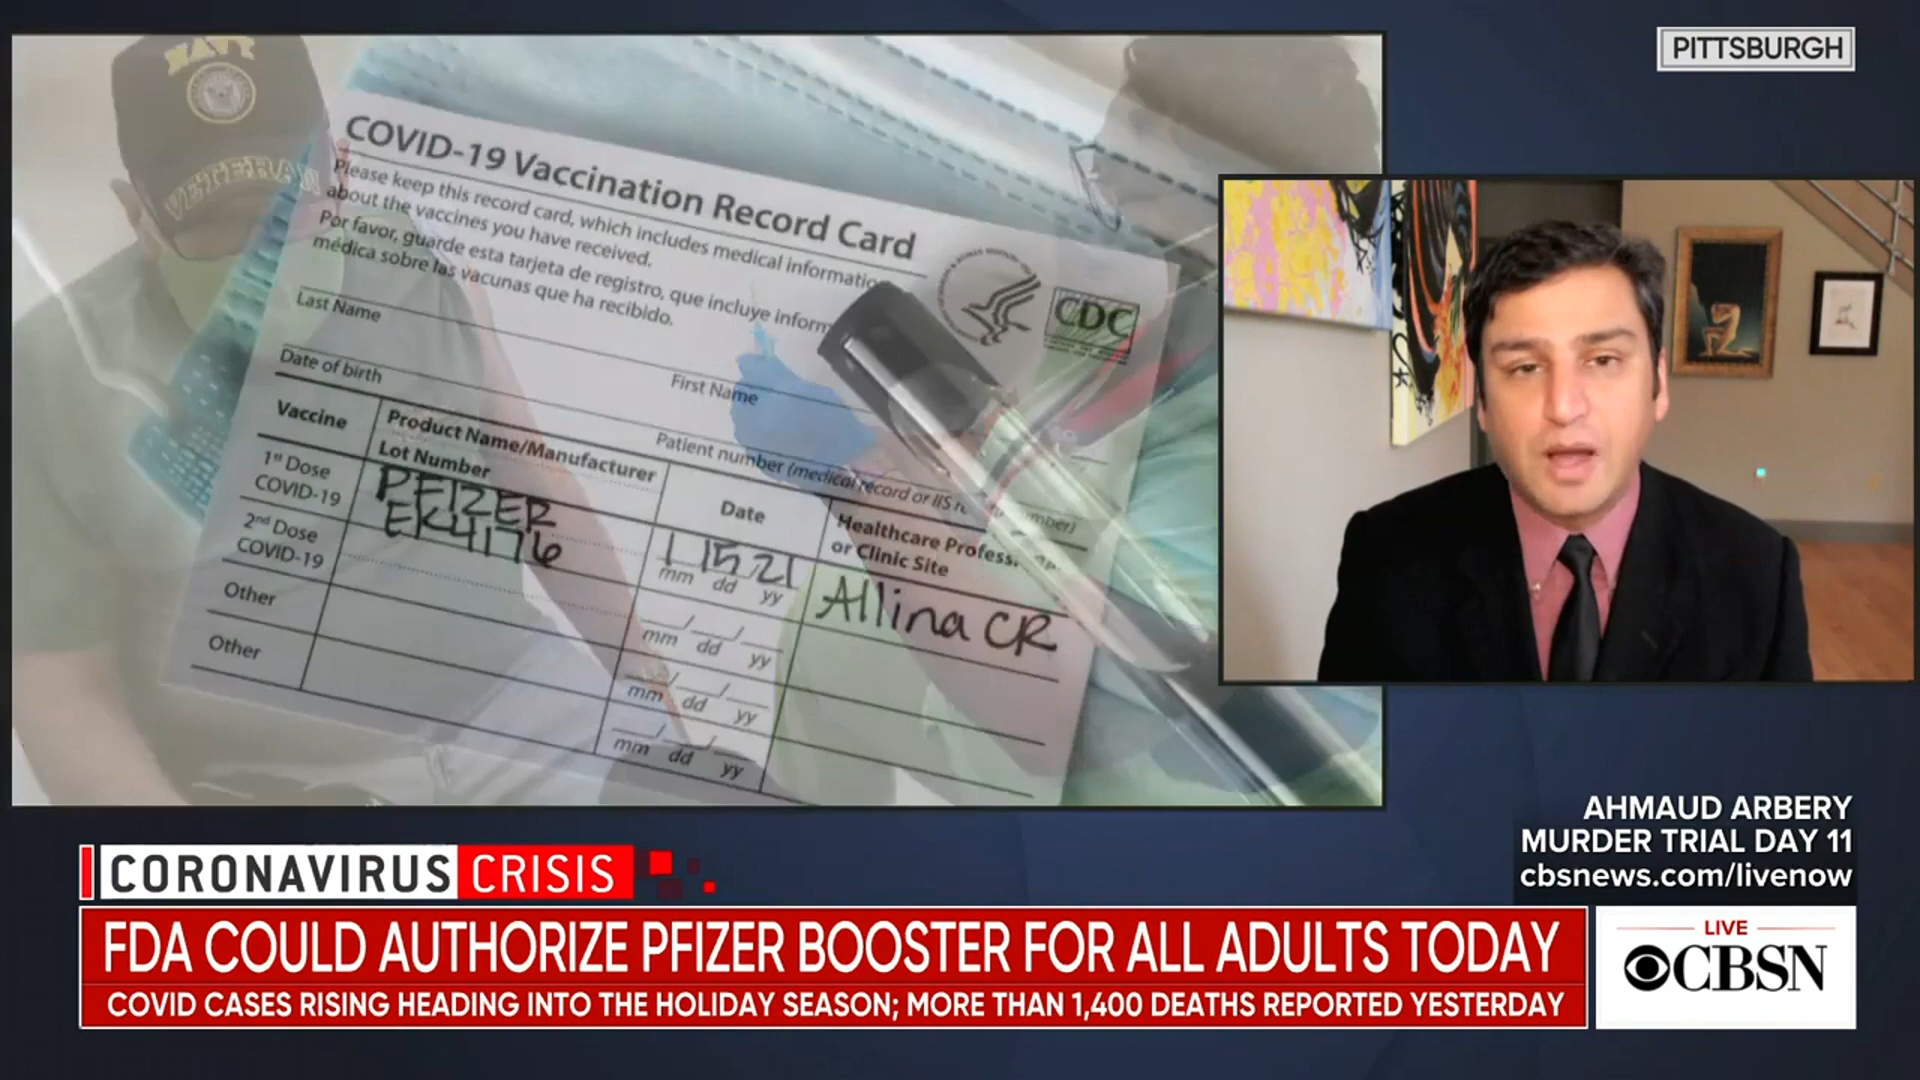 PITTSBURGH
NAVY
VETERAN
COVID-19 Vaccination Record Card
Please keep this record card, which includes medical information
about the vaccines you have received.
Por favor, guarde esta tarjeta de registro, que incluye
médica sobre las vacunas que ha recibido.
CDC
Last Name
First Name
Date of birth
Patient number (medical record or IIS
Vaccine
Product Name/Manufacturer
Lot Number
Date
Healthcare
or Clinic Site
1st Dose
COVID-19
PFIZER
EK4176
1 15 21
mm dd yy
Allina CR
2nd Dose
COVID-19
mm dd yy
Other
mm dd yy
Other
mm dd yy
AHMAUD ARBERY
MURDER TRIAL DAY 11
cbsnews.com/livenow
CORONAVIRUS CRISIS
FDA COULD AUTHORIZE PFIZER BOOSTER FOR ALL ADULTS TODAY
COVID CASES RISING HEADING INTO THE HOLIDAY SEASON; MORE THAN 1,400 DEATHS REPORTED YESTERDAY
LIVE
CBSN